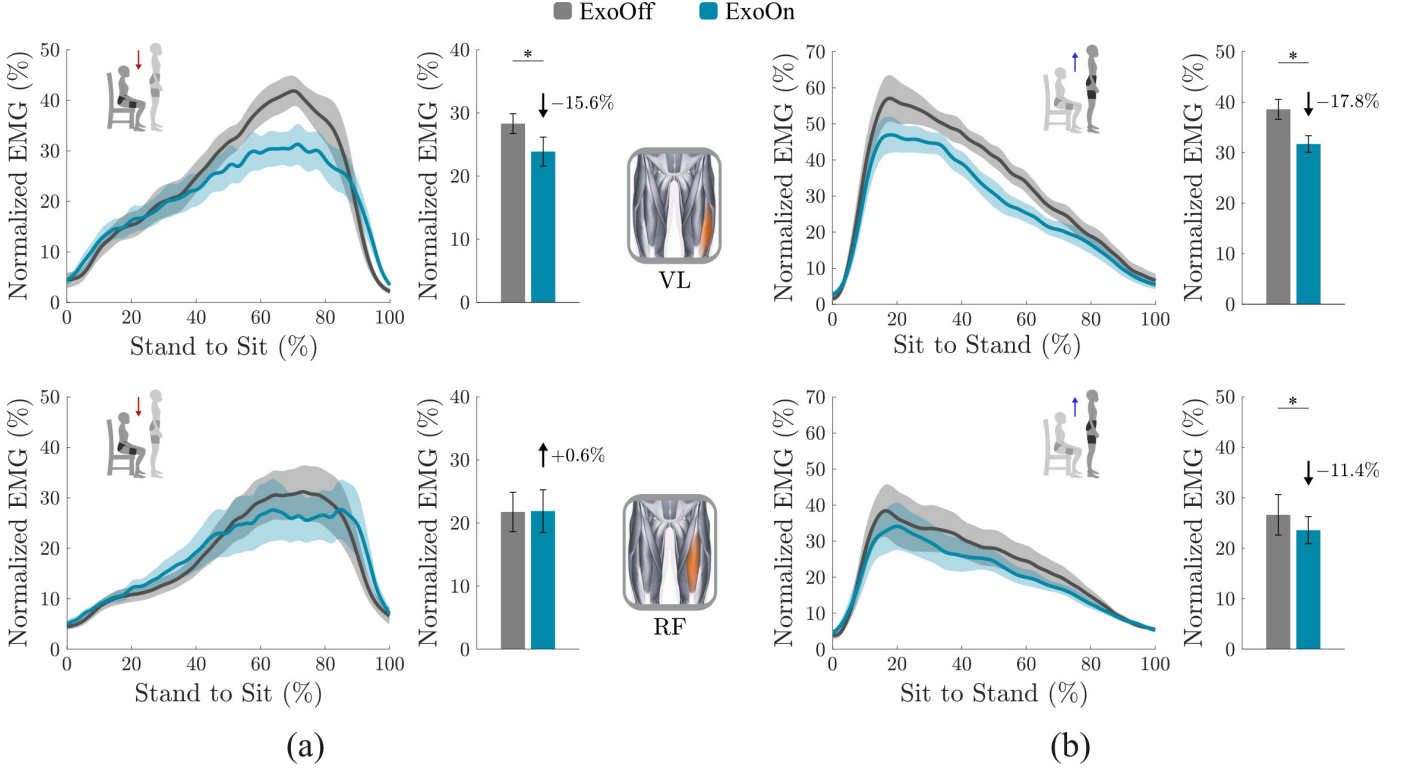 ExoOff ExoOn
Normalized EMG (%)
50
40
30
20
10
0
0 20 40 60 80 100
Stand to Sit (%)
Normalized EMG (%)
40
30
20
10
0
*
−15.6%
VL
Normalized EMG (%)
70
60
50
40
30
20
10
0
0 20 40 60 80 100
Sit to Stand (%)
Normalized EMG (%)
50
40
30
20
10
0
*
−17.8%
Normalized EMG (%)
50
40
30
20
10
0
0 20 40 60 80 100
Stand to Sit (%)
Normalized EMG (%)
40
30
20
10
0
+0.6%
RF
Normalized EMG (%)
70
60
50
40
30
20
10
0
0 20 40 60 80 100
Sit to Stand (%)
Normalized EMG (%)
50
40
30
20
10
0
*
−11.4%
(a) (b)